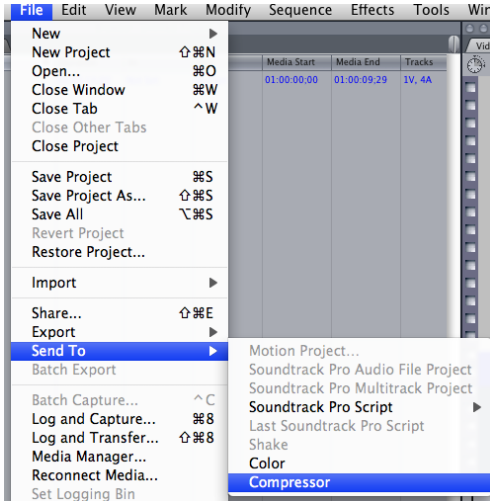 File Edit View Mark Modify Sequence Effects Tools
New
New Project ⇧⌘N
Open... ⌘O
Close Window ⌘W
Close Tab ^W
Close Other Tabs
Close Project
Save Project ⌘S
Save Project As... ⇧⌘S
Save All ⌥⌘S
Revert Project
Restore Project...
Import
Share... ⇧⌘E
Export
Send To
Batch Export
Batch Capture... ^C
Log and Capture... ⌘8
Log and Transfer... ⇧⌘8
Media Manager...
Reconnect Media...
Set Logging Bin
Media Start Media End Tracks
01:00:00;00 01:00:09;29 1V, 4A
Vid
Motion Project...
Soundtrack Pro Audio File Project
Soundtrack Pro Multitrack Project
Soundtrack Pro Script
Last Soundtrack Pro Script
Shake
Color
Compressor